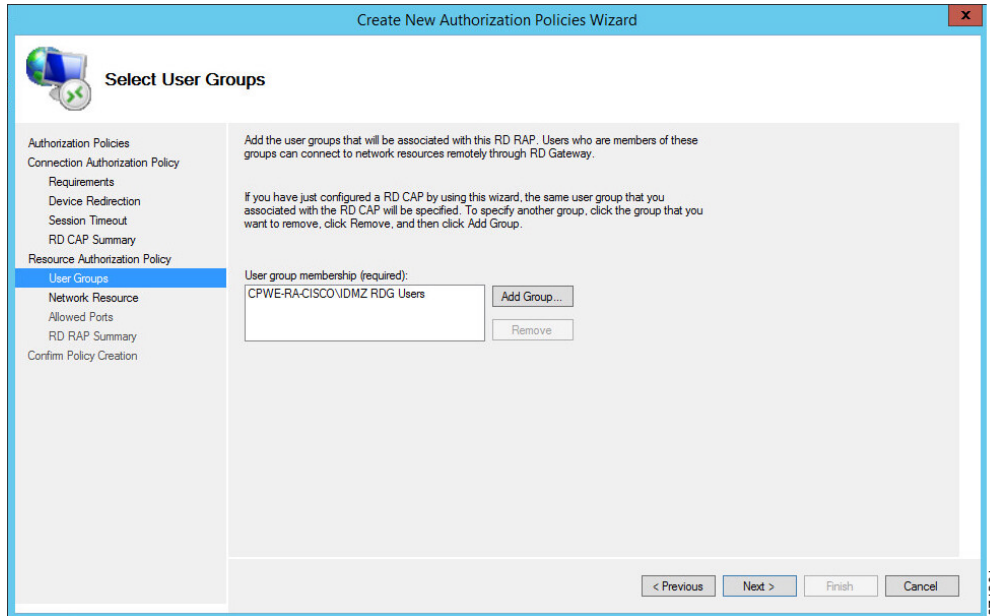 Create New Authorization Policies Wizard
x
Select User Groups
Authorization Policies
Connection Authorization Policy
Requirements
Device Redirection
Session Timeout
RD CAP Summary
Resource Authorization Policy
User Groups
Network Resource
Allowed Ports
RD RAP Summary
Confirm Policy Creation
Add the user groups that will be associated with this RD RAP. Users who are members of these
groups can connect to network resources remotely through RD Gateway.
If you have just configured a RD CAP by using this wizard, the same user group that you
associated with the RD CAP will be specified. To specify another group, click the group that you
want to remove, click Remove, and then click Add Group.
User group membership (required):
CPWE-RA-CISCO\IDMZ RDG Users
Add Group...
Remove
< Previous
Next >
Finish
Cancel